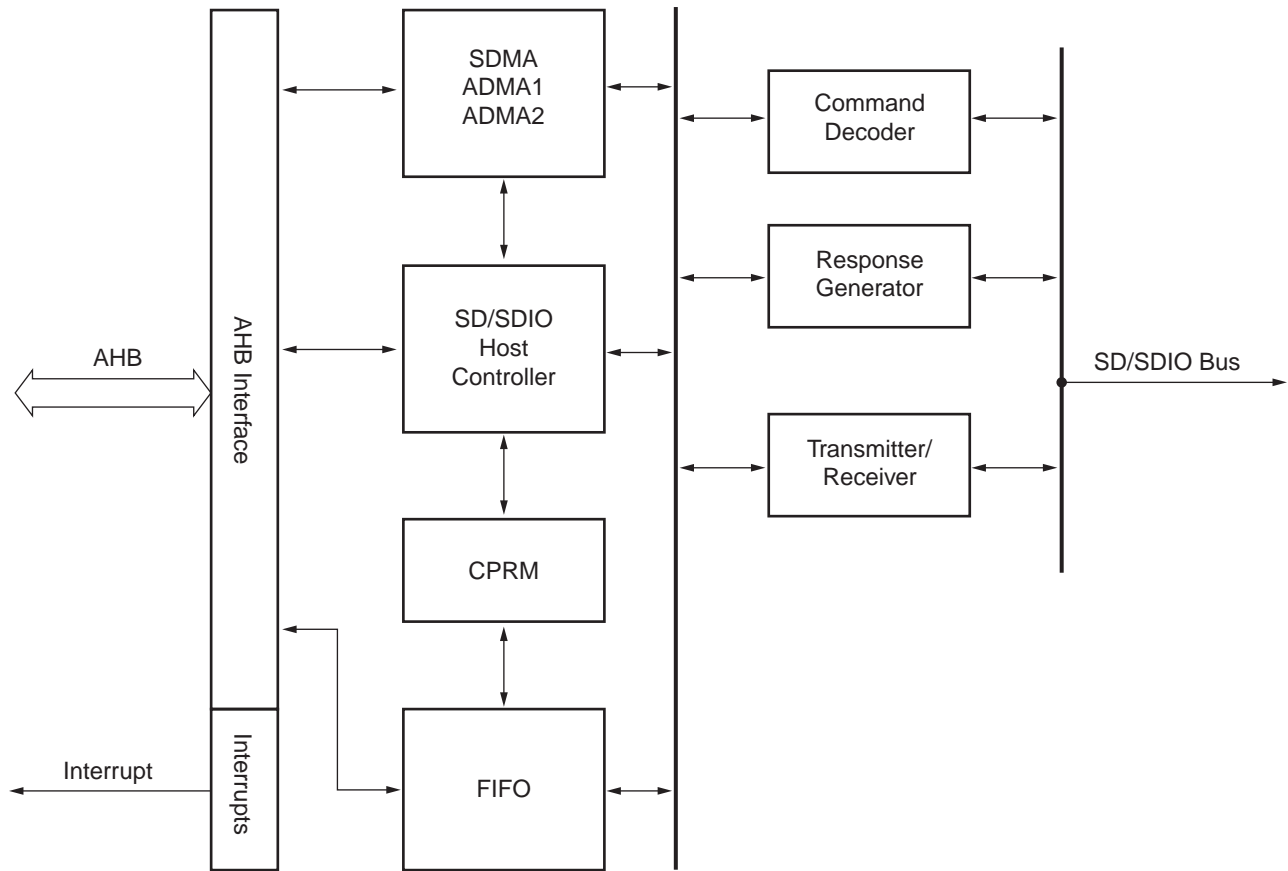 AHB
Interrupt
AHB Interface
Interrupts
SDMA
ADMA1
ADMA2
SD/SDIO
Host
Controller
CPRM
FIFO
Command
Decoder
Response
Generator
Transmitter/
Receiver
SD/SDIO Bus